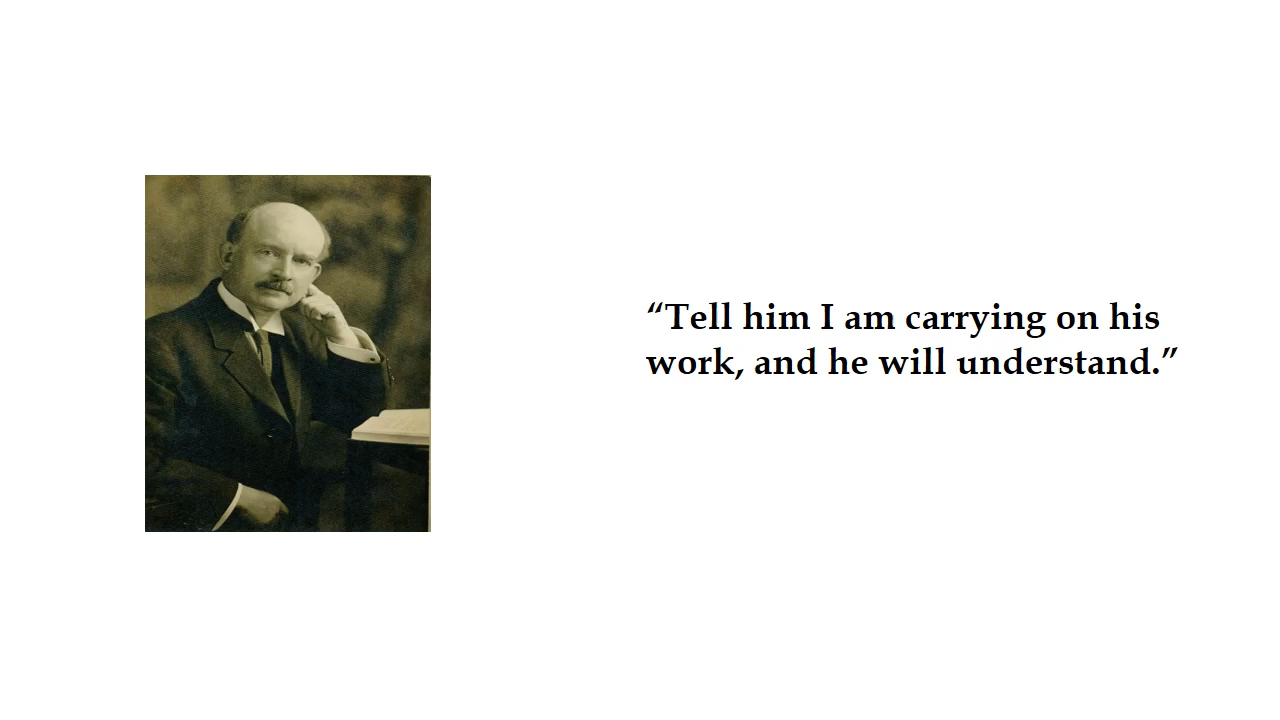 “Tell him I am carrying on his
work, and he will understand.”